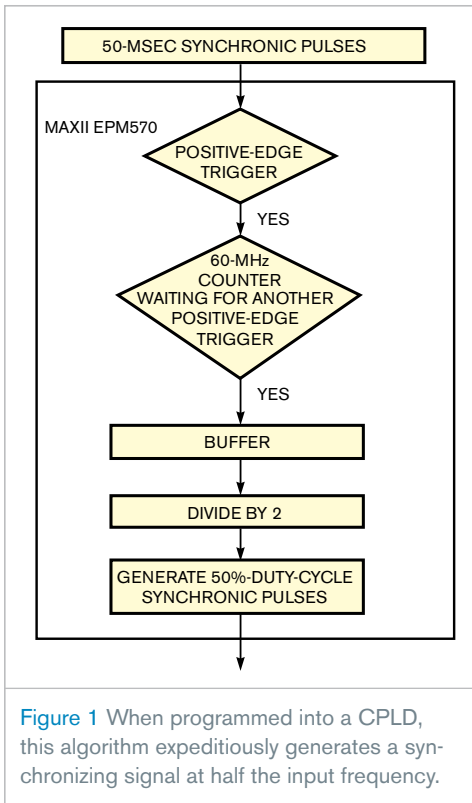 50-MSEC SYNCHRONIC PULSES
MAXII EPM570
POSITIVE-EDGE
TRIGGER
YES
60-MHz
COUNTER
WAITING FOR ANOTHER
POSITIVE-EDGE
TRIGGER
YES
BUFFER
DIVIDE BY 2
GENERATE 50%-DUTY-CYCLE
SYNCHRONIC PULSES
Figure 1 When programmed into a CPLD,
this algorithm expeditiously generates a syn-
chronizing signal at half the input frequency.